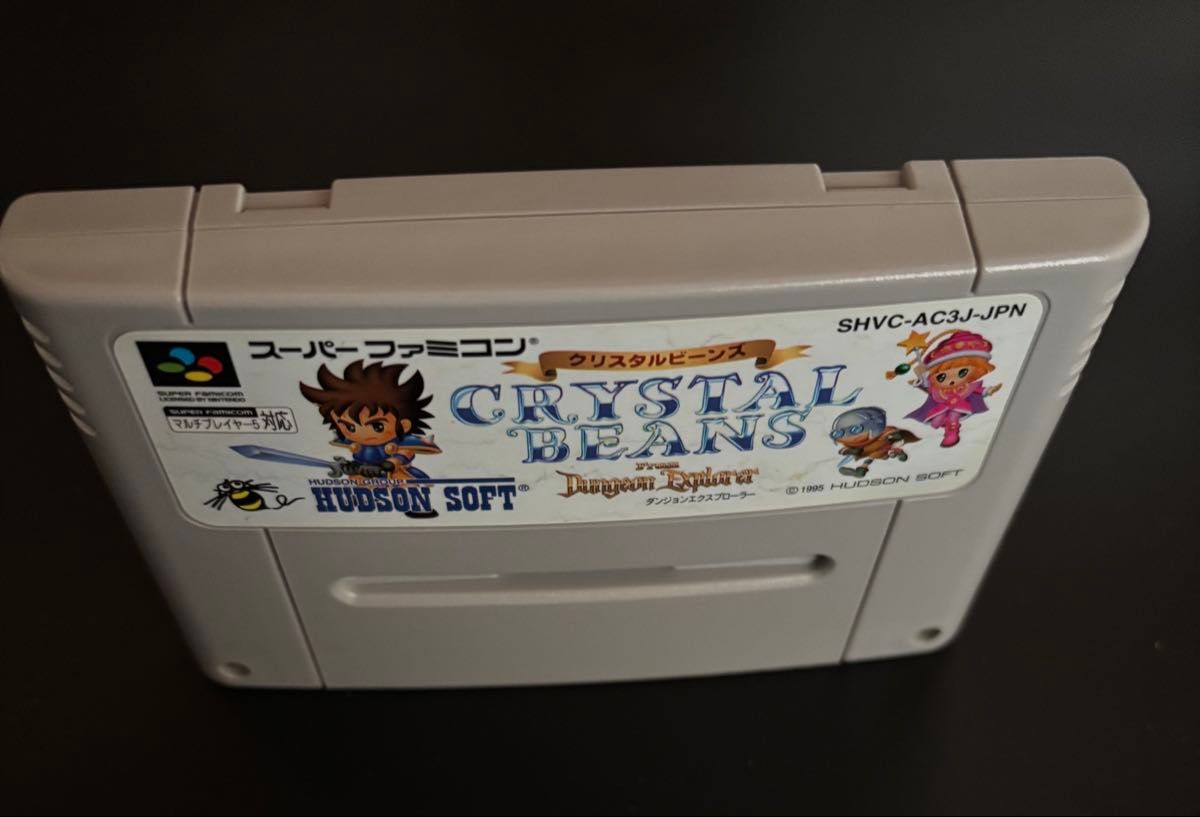 SHVC-AC3J-JPN
スーパーファミコン®
SUPER FAMICOM
LICENSED BY NINTENDO
SUPER FAMICOM
マルチプレイヤー5対応
クリスタルビーンズ
CRYSTAL
BEANS
From
Dungeon Explorer
ダンジョンエクスプローラー
HUDSON GROUP
HUDSON SOFT®
© 1995 HUDSON SOFT